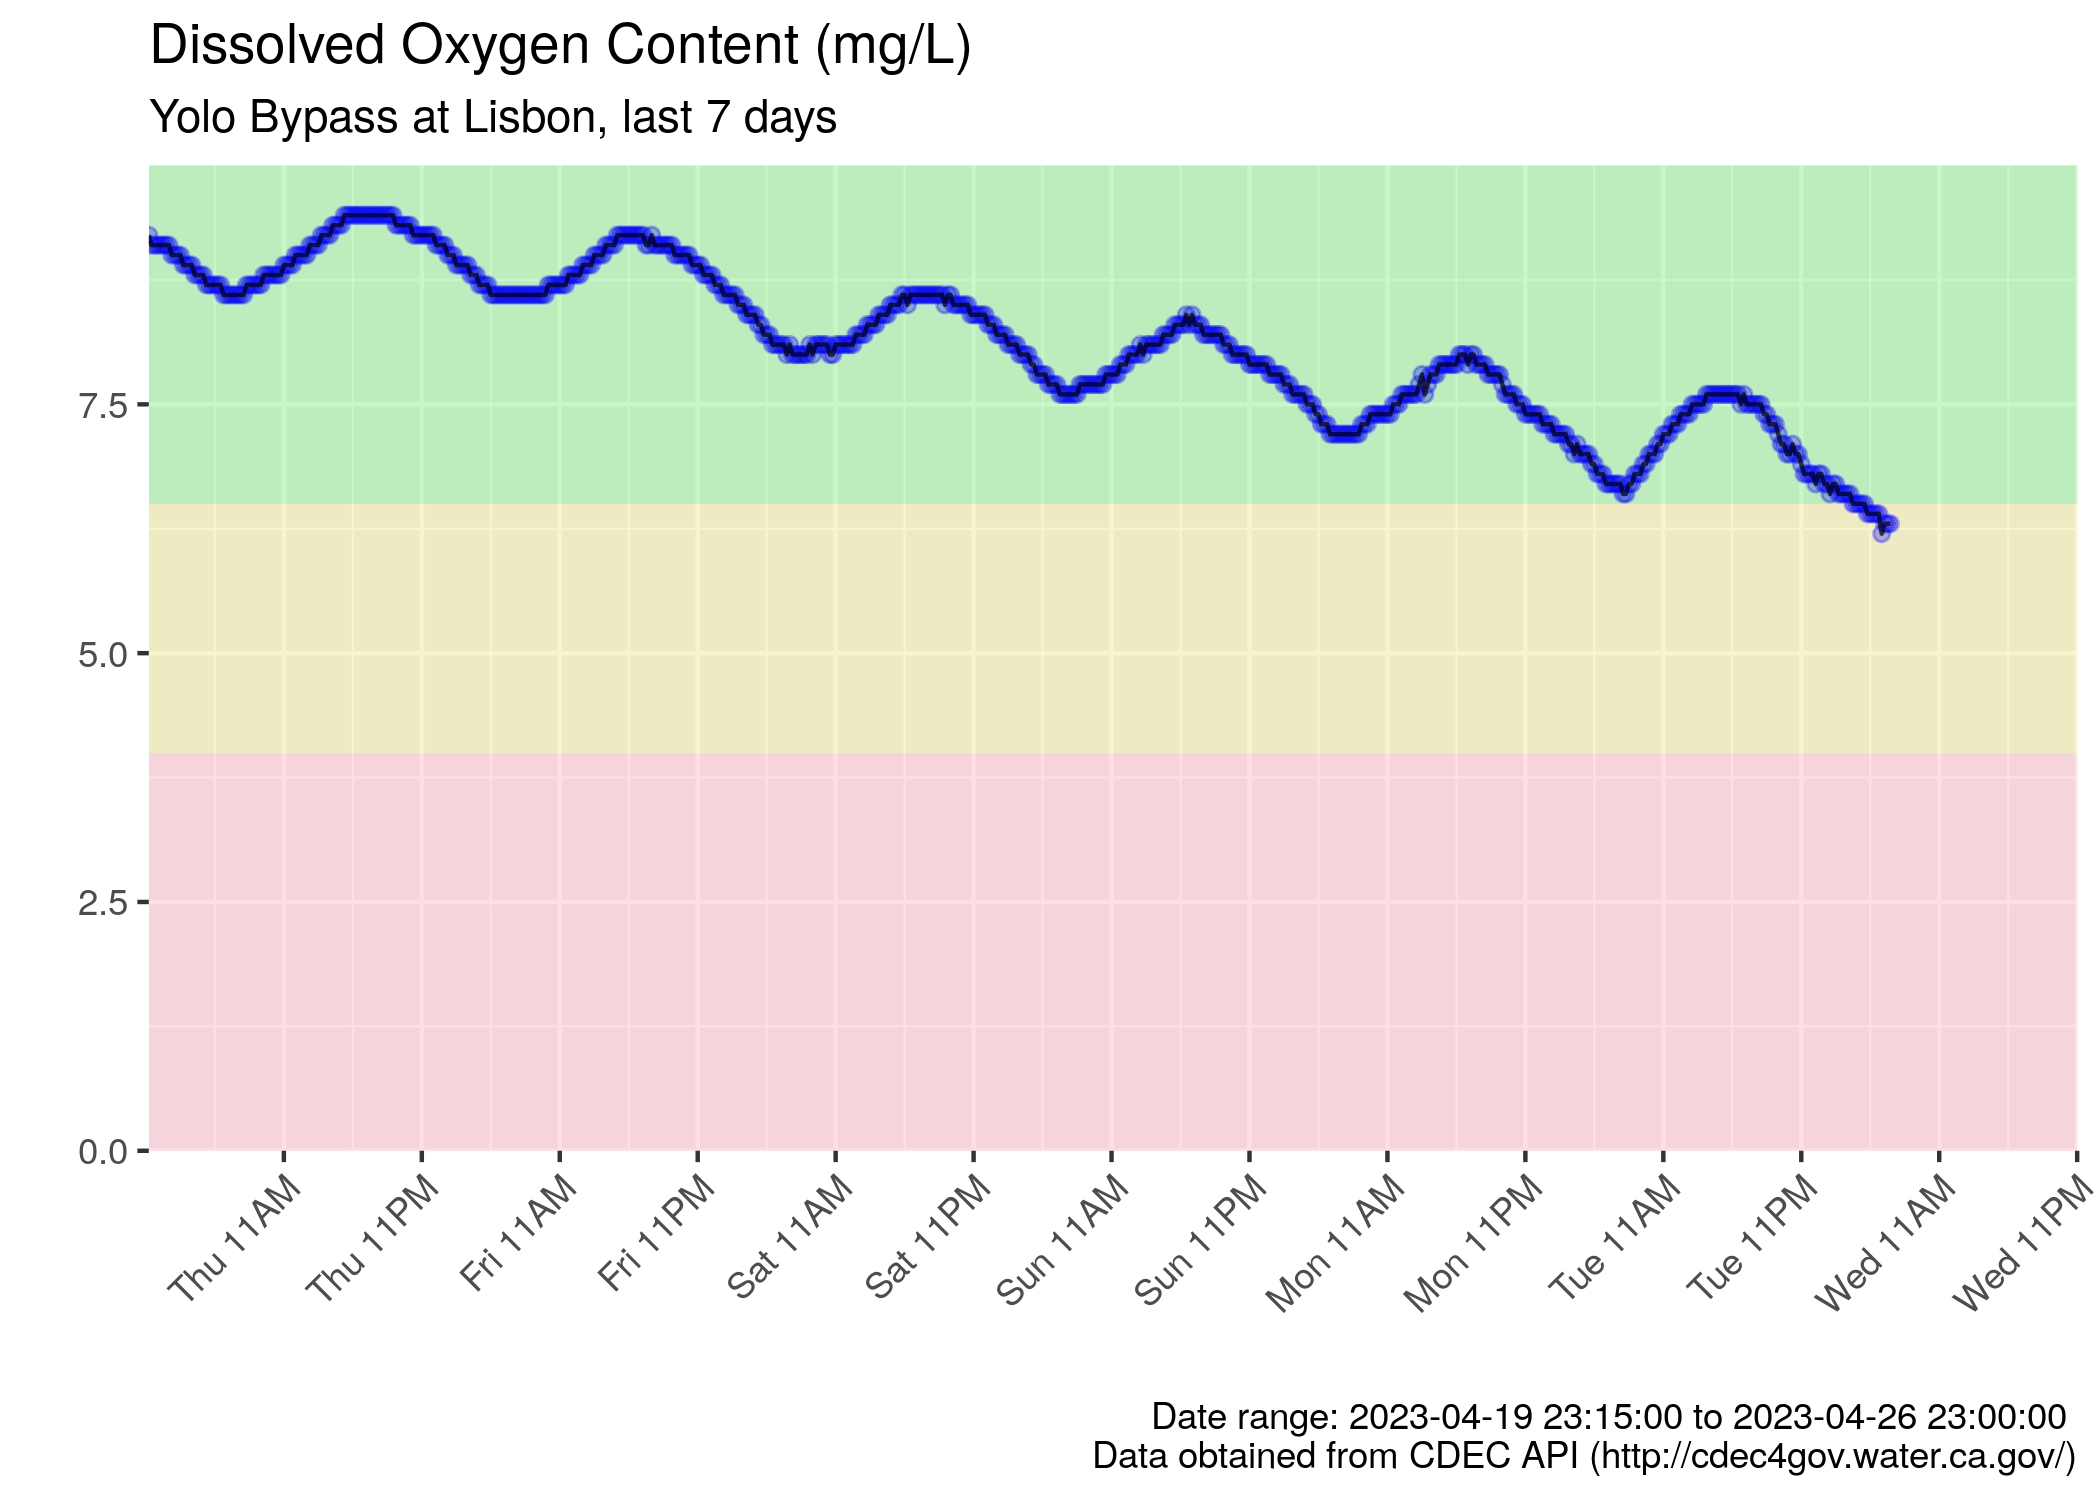 Dissolved Oxygen Content (mg/L)
Yolo Bypass at Lisbon, last 7 days
7.5
5.0
2.5
0.0
Thu 11AM
Thu 11PM
Fri 11AM
Fri 11PM
Sat 11AM
Sat 11PM
Sun 11AM
Sun 11PM
Mon 11AM
Mon 11PM
Tue 11AM
Tue 11PM
Wed 11AM
Wed 11PM
Date range: 2023-04-19 23:15:00 to 2023-04-26 23:00:00
Data obtained from CDEC API (http://cdec4gov.water.ca.gov/)